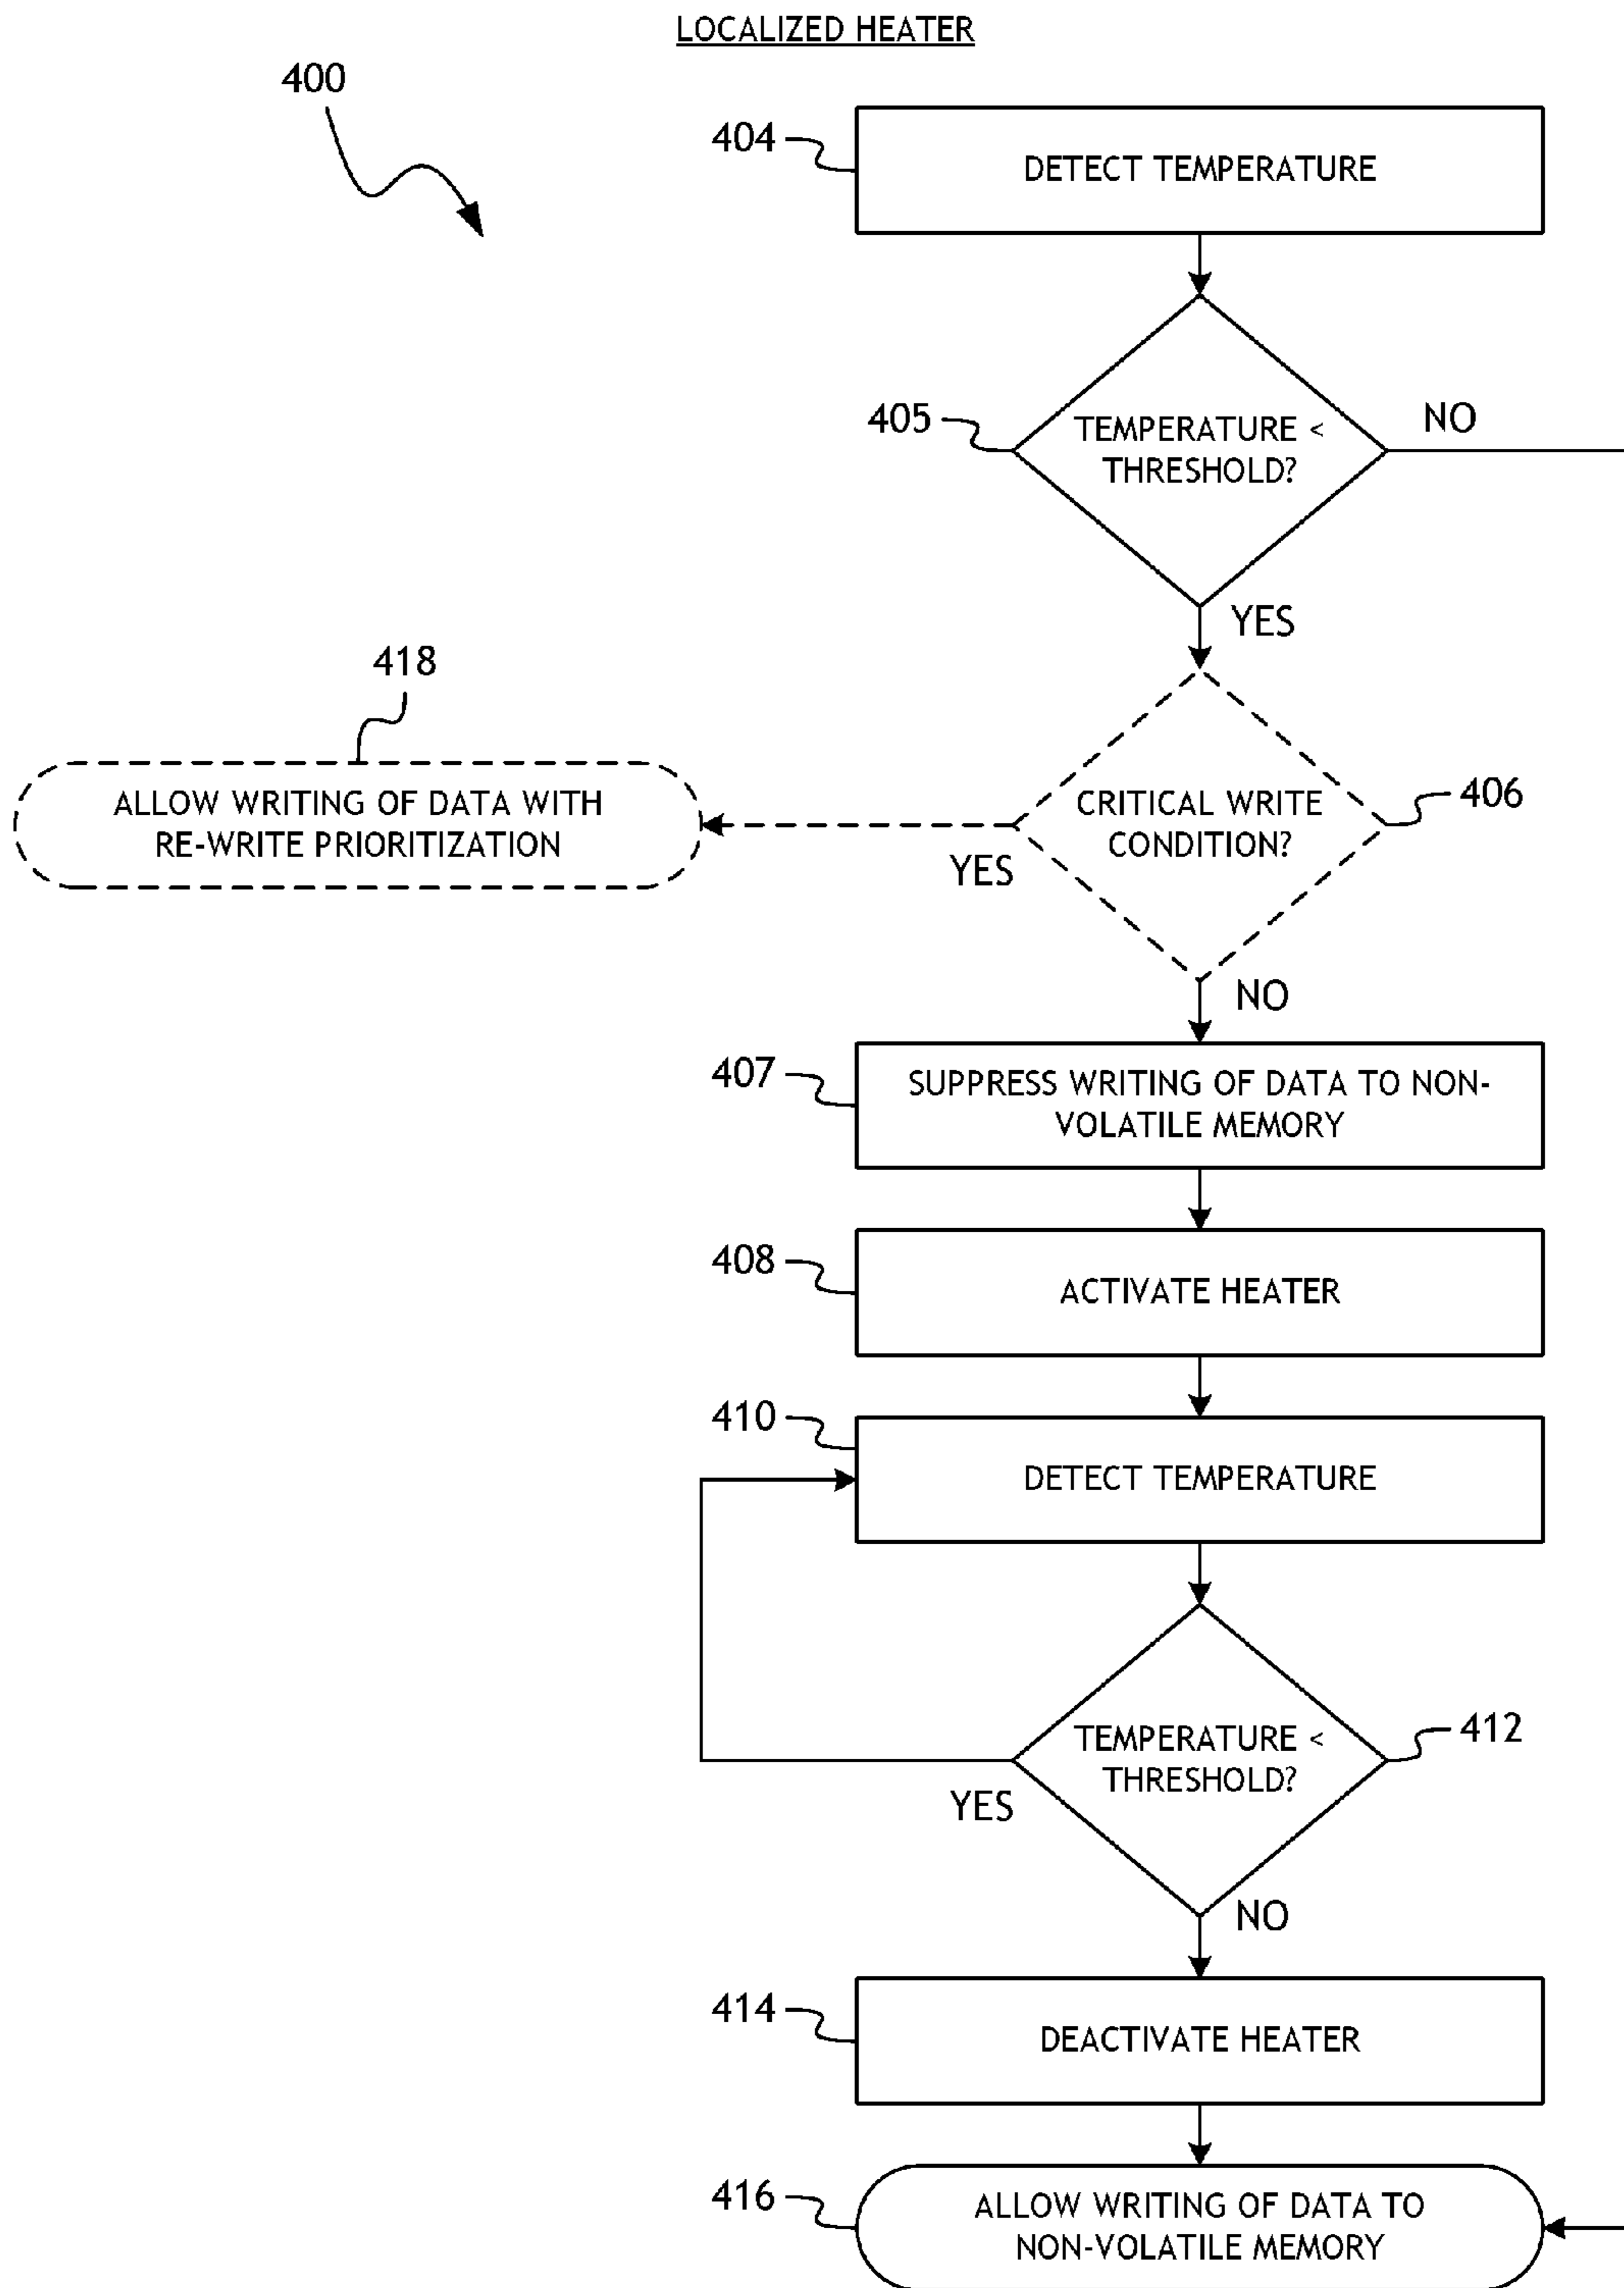 LOCALIZED HEATER
400
404
DETECT TEMPERATURE
405
TEMPERATURE <
THRESHOLD?
NO
YES
418
ALLOW WRITING OF DATA WITH
RE-WRITE PRIORITIZATION
CRITICAL WRITE
CONDITION?
406
YES
NO
407
SUPPRESS WRITING OF DATA TO NON-
VOLATILE MEMORY
408
ACTIVATE HEATER
410
DETECT TEMPERATURE
TEMPERATURE <
THRESHOLD?
412
YES
NO
414
DEACTIVATE HEATER
416
ALLOW WRITING OF DATA TO
NON-VOLATILE MEMORY